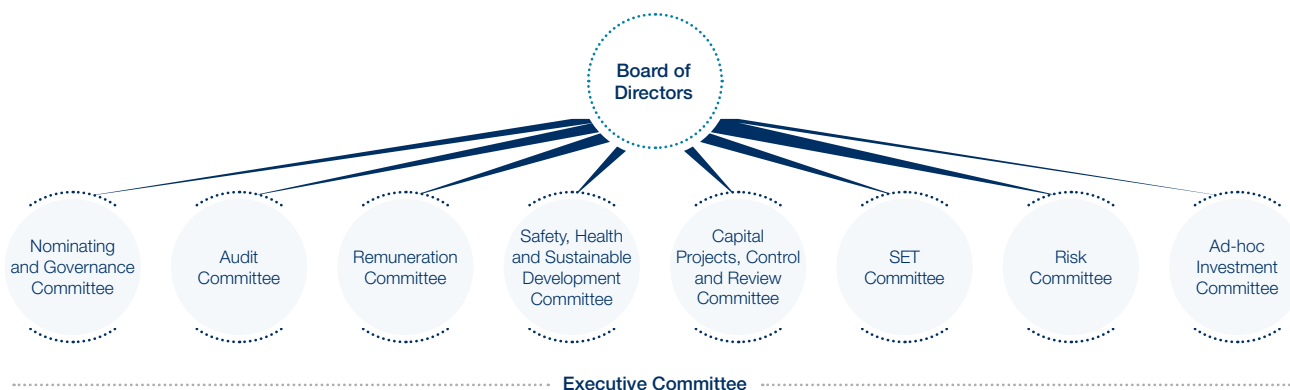 Board of
Directors
Nominating
and Governance
Committee
Audit
Committee
Remuneration
Committee
Safety, Health
and Sustainable
Development
Committee
Capital
Projects, Control
and Review
Committee
SET
Committee
Risk
Committee
Ad-hoc
Investment
Committee
Executive Committee